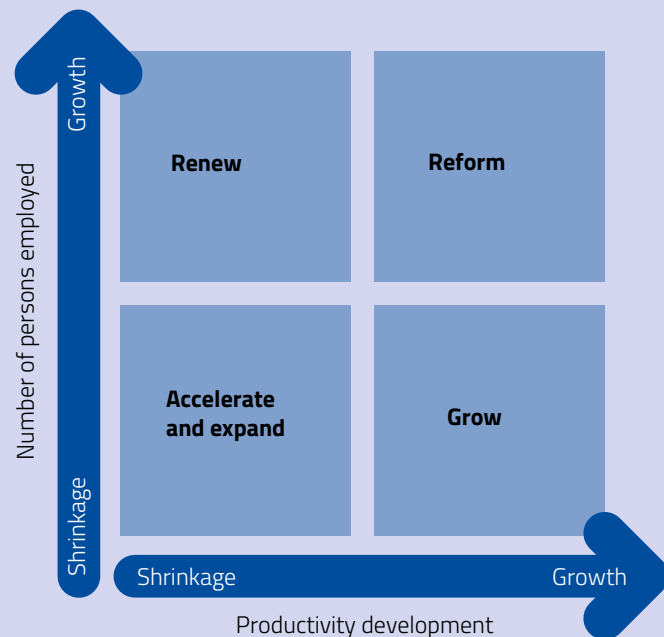 Growth
Number of persons employed
Shrinkage
Renew
Reform
Accelerate
and expand
Grow
Shrinkage
Growth
Productivity development